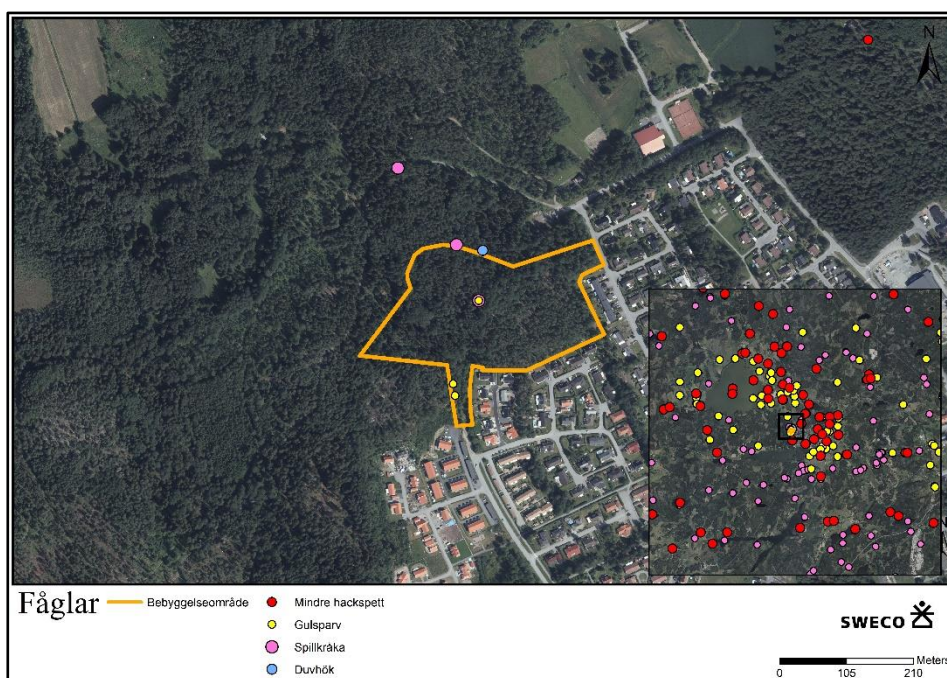 N
Fåglar
Bebyggelseområde
Mindre hackspett
Gulsparv
Spillkråka
Duvhök
SWECO
Meters
0 105 210